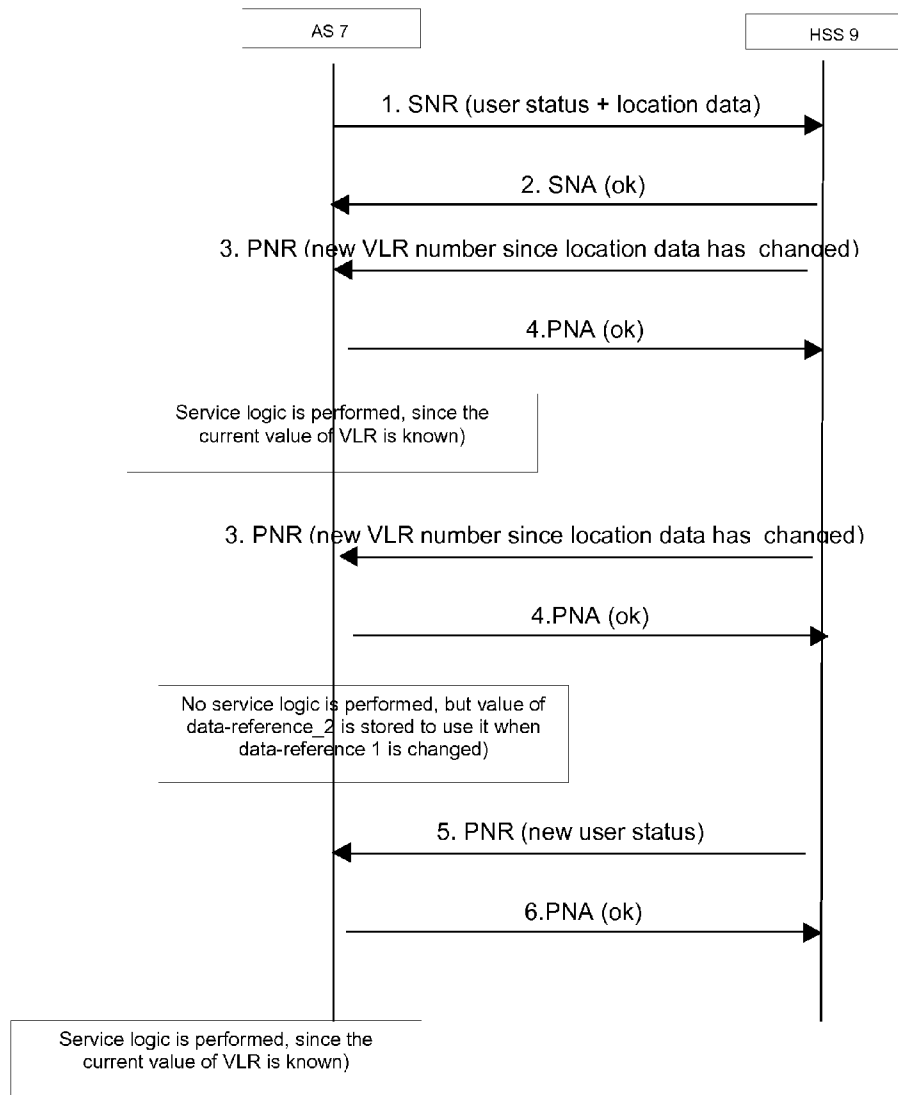 AS 7
HSS 9
1. SNR (user status + location data)
2. SNA (ok)
3. PNR (new VLR number since location data has changed)
4.PNA (ok)
Service logic is performed, since the
current value of VLR is known)
3. PNR (new VLR number since location data has changed)
4.PNA (ok)
No service logic is performed, but value of
data-reference_2 is stored to use it when
data-reference 1 is changed)
5. PNR (new user status)
6.PNA (ok)
Service logic is performed, since the
current value of VLR is known)